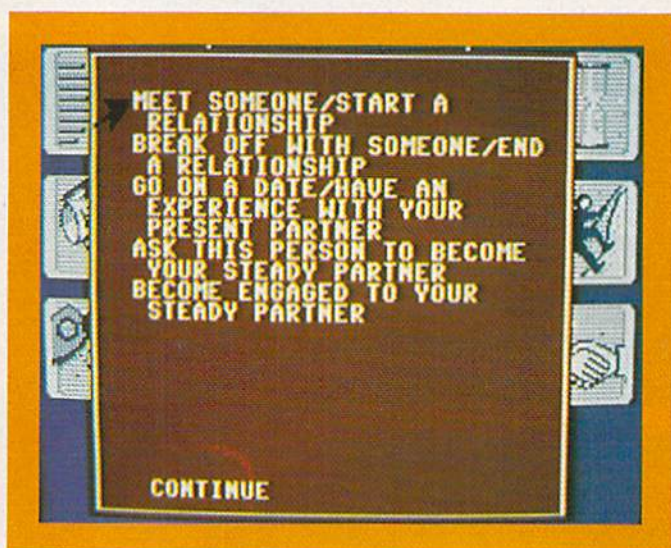 MEET SOMEONE/START A
RELATIONSHIP
BREAK OFF WITH SOMEONE/END
A RELATIONSHIP
GO ON A DATE/HAVE AN
EXPERIENCE WITH YOUR
PRESENT PARTNER
ASK THIS PERSON TO BECOME
YOUR STEADY PARTNER
BECOME ENGAGED TO YOUR
STEADY PARTNER
CONTINUE